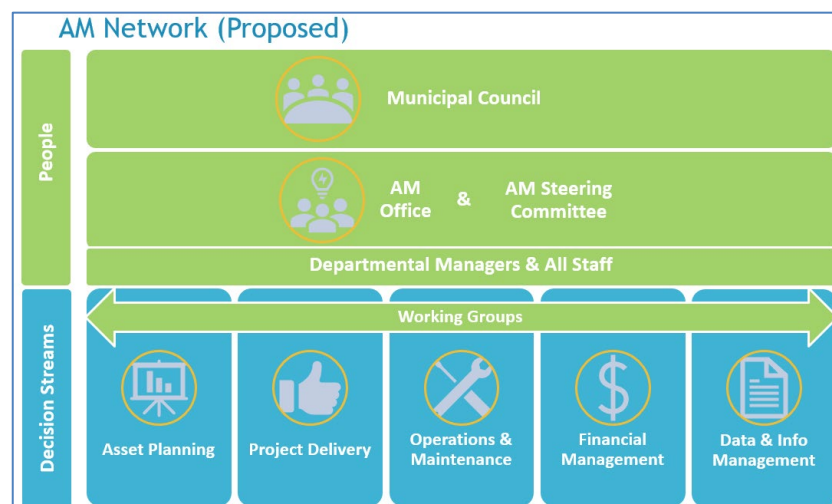 AM Network (Proposed)
People
Municipal Council
AM
Office
&
AM Steering
Committee
Departmental Managers & All Staff
Decision Streams
Working Groups
Asset Planning
Project Delivery
Operations &
Maintenance
Financial
Management
Data & Info
Management